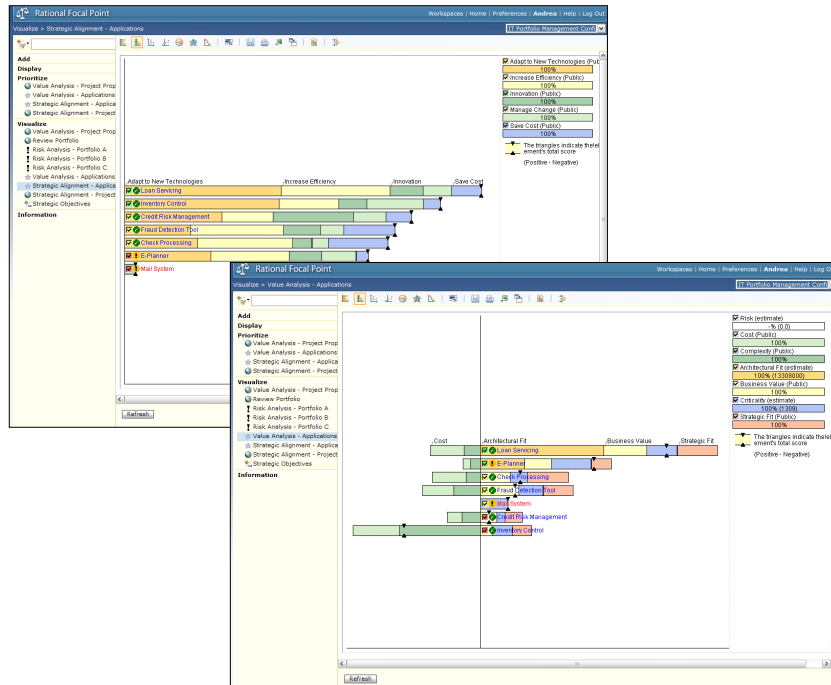 Rational Focal Point
Workspaces | Home | Preferences | Andrea | Help | Log Out
Visualize > Strategic Alignment - Applications
IT Portfolio Management Confi
Add
Display
Prioritize
Value Analysis - Project Prop
Value Analysis - Applications
Strategic Alignment - Applica
Strategic Alignment - Project
Visualize
Value Analysis - Project Prop
Review Portfolio
Risk Analysis - Portfolio A
Risk Analysis - Portfolio B
Risk Analysis - Portfolio C
Value Analysis - Applications
Strategic Alignment - Applica
Strategic Alignment - Project
Strategic Objectives
Information
Adapt to New Technologies
Increase Efficiency
Innovation
Save Cost
Loan Servicing
Inventory Control
Credit Risk Management
Fraud Detection Tool
Check Processing
E-Planner
Mail System
Adapt to New Technologies (Pub
100%
Increase Efficiency (Public)
100%
Innovation (Public)
100%
Manage Change (Public)
100%
Save Cost (Public)
100%
The triangles indicate thelel
ement's total score
(Positive - Negative)
Refresh
Rational Focal Point
Workspaces | Home | Preferences | Andrea | Help | Log O
Visualize > Value Analysis - Applications
IT Portfolio Management Confi
Add
Display
Prioritize
Value Analysis - Project Prop
Value Analysis - Applications
Strategic Alignment - Applica
Strategic Alignment - Project
Visualize
Value Analysis - Project Prop
Review Portfolio
Risk Analysis - Portfolio A
Risk Analysis - Portfolio B
Risk Analysis - Portfolio C
Value Analysis - Applications
Strategic Alignment - Applica
Strategic Alignment - Project
Strategic Objectives
Information
Cost
Architectural Fit
Business Value
Strategic Fit
Loan Servicing
E-Planner
Check Processing
Fraud Detection Tool
Mail System
Credit Risk Management
Inventory Control
Risk (estimate)
-% (0.0)
Cost (Public)
100%
Complexity (Public)
100%
Architectural Fit (estimate)
100% (13308000)
Business Value (Public)
100%
Criticality (estimate)
100% (1309)
Strategic Fit (Public)
100%
The triangles indicate thelel
ement's total score
(Positive - Negative)
Refresh